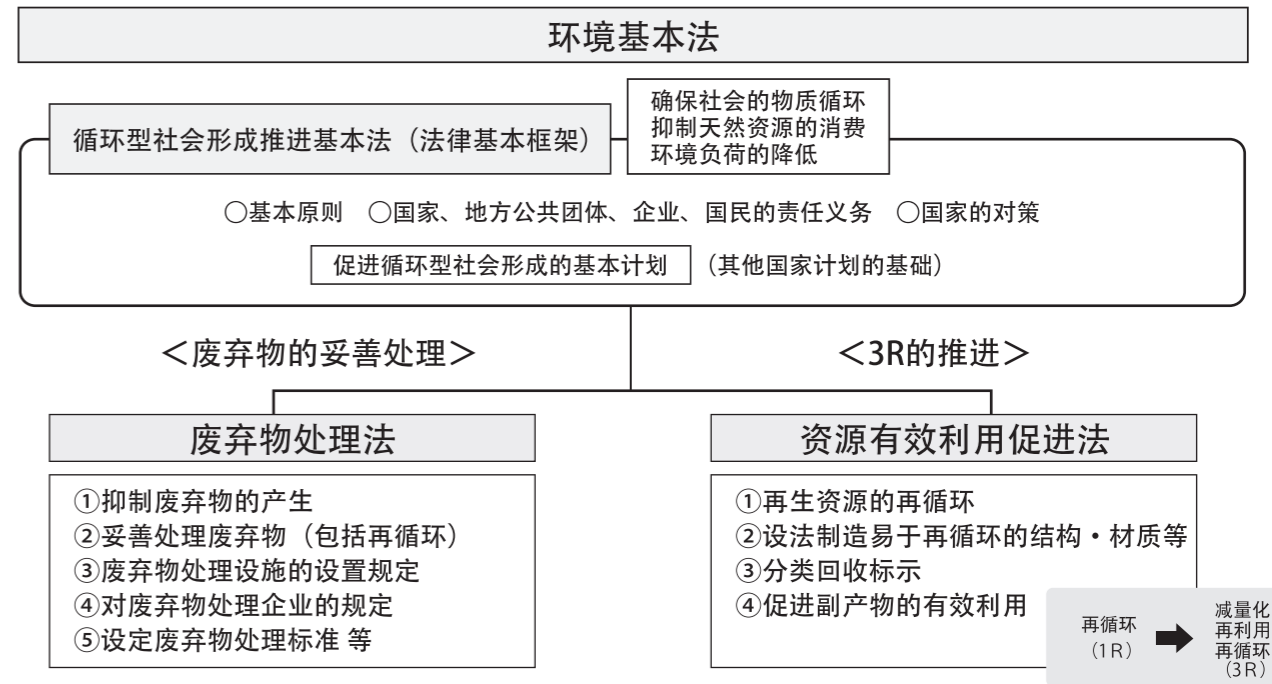 环境基本法
循环型社会形成推进基本法（法律基本框架）
确保社会的物质循环
抑制天然资源的消费
环境负荷的降低
○基本原则　○国家、地方公共团体、企业、国民的责任义务　○国家的对策
促进循环型社会形成的基本计划　（其他国家计划的基础）
＜废弃物的妥善处理＞
＜3R的推进＞
废弃物处理法
①抑制废弃物的产生
②妥善处理废弃物（包括再循环）
③废弃物处理设施的设置规定
④对废弃物处理企业的规定
⑤设定废弃物处理标准 等
资源有效利用促进法
①再生资源的再循环
②设法制造易于再循环的结构・材质等
③分类回收标示
④促进副产物的有效利用
再循环
（1R）
减量化
再利用
再循环
（3R）